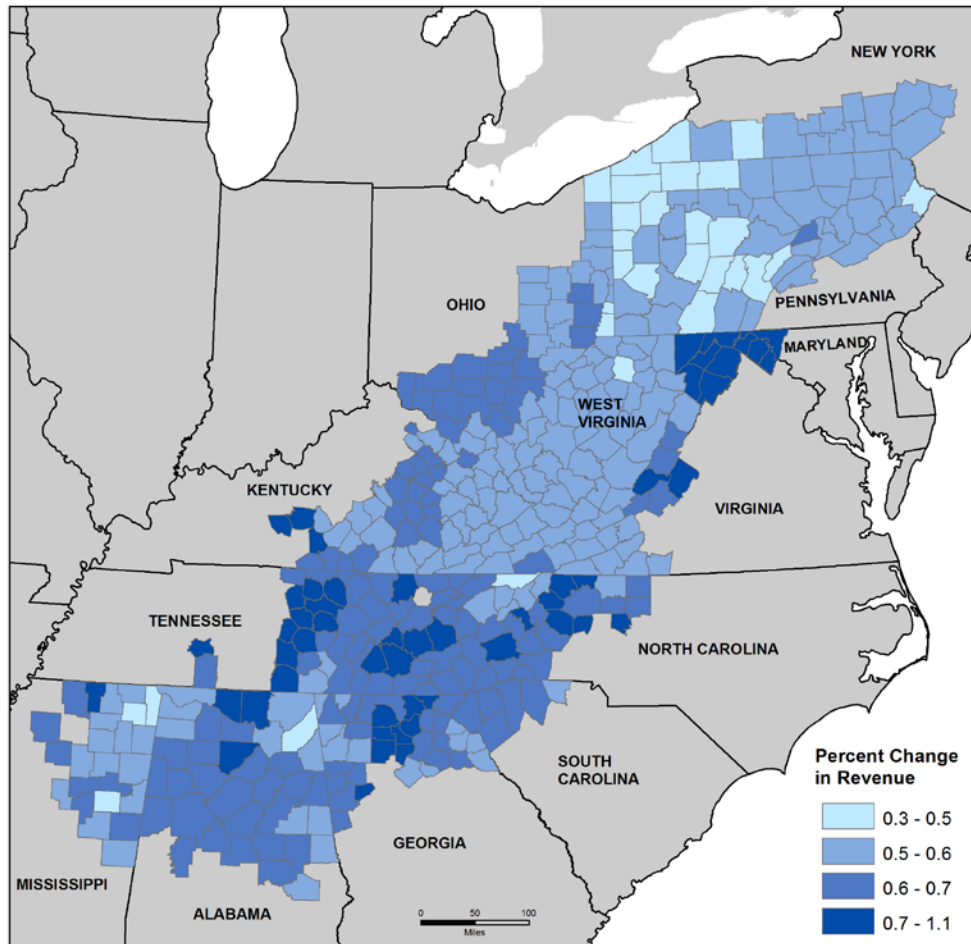 NEW YORK
OHIO
PENNSYLVANIA
MARYLAND
WEST
VIRGINIA
KENTUCKY
VIRGINIA
TENNESSEE
NORTH CAROLINA
SOUTH
CAROLINA
GEORGIA
MISSISSIPPI
ALABAMA
0 50 100
Miles
Percent Change
in Revenue
0.3 - 0.5
0.5 - 0.6
0.6 - 0.7
0.7 - 1.1